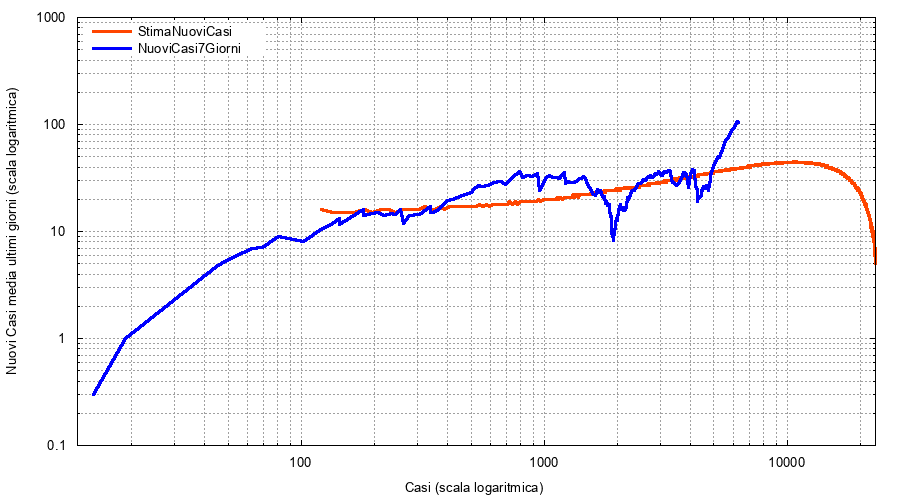 1000
StimaNuoviCasi
NuoviCasi7Giorni
100
10
1
0.1
Nuovi Casi media ultimi giorni (scala logaritmica)
100
1000
10000
Casi (scala logaritmica)